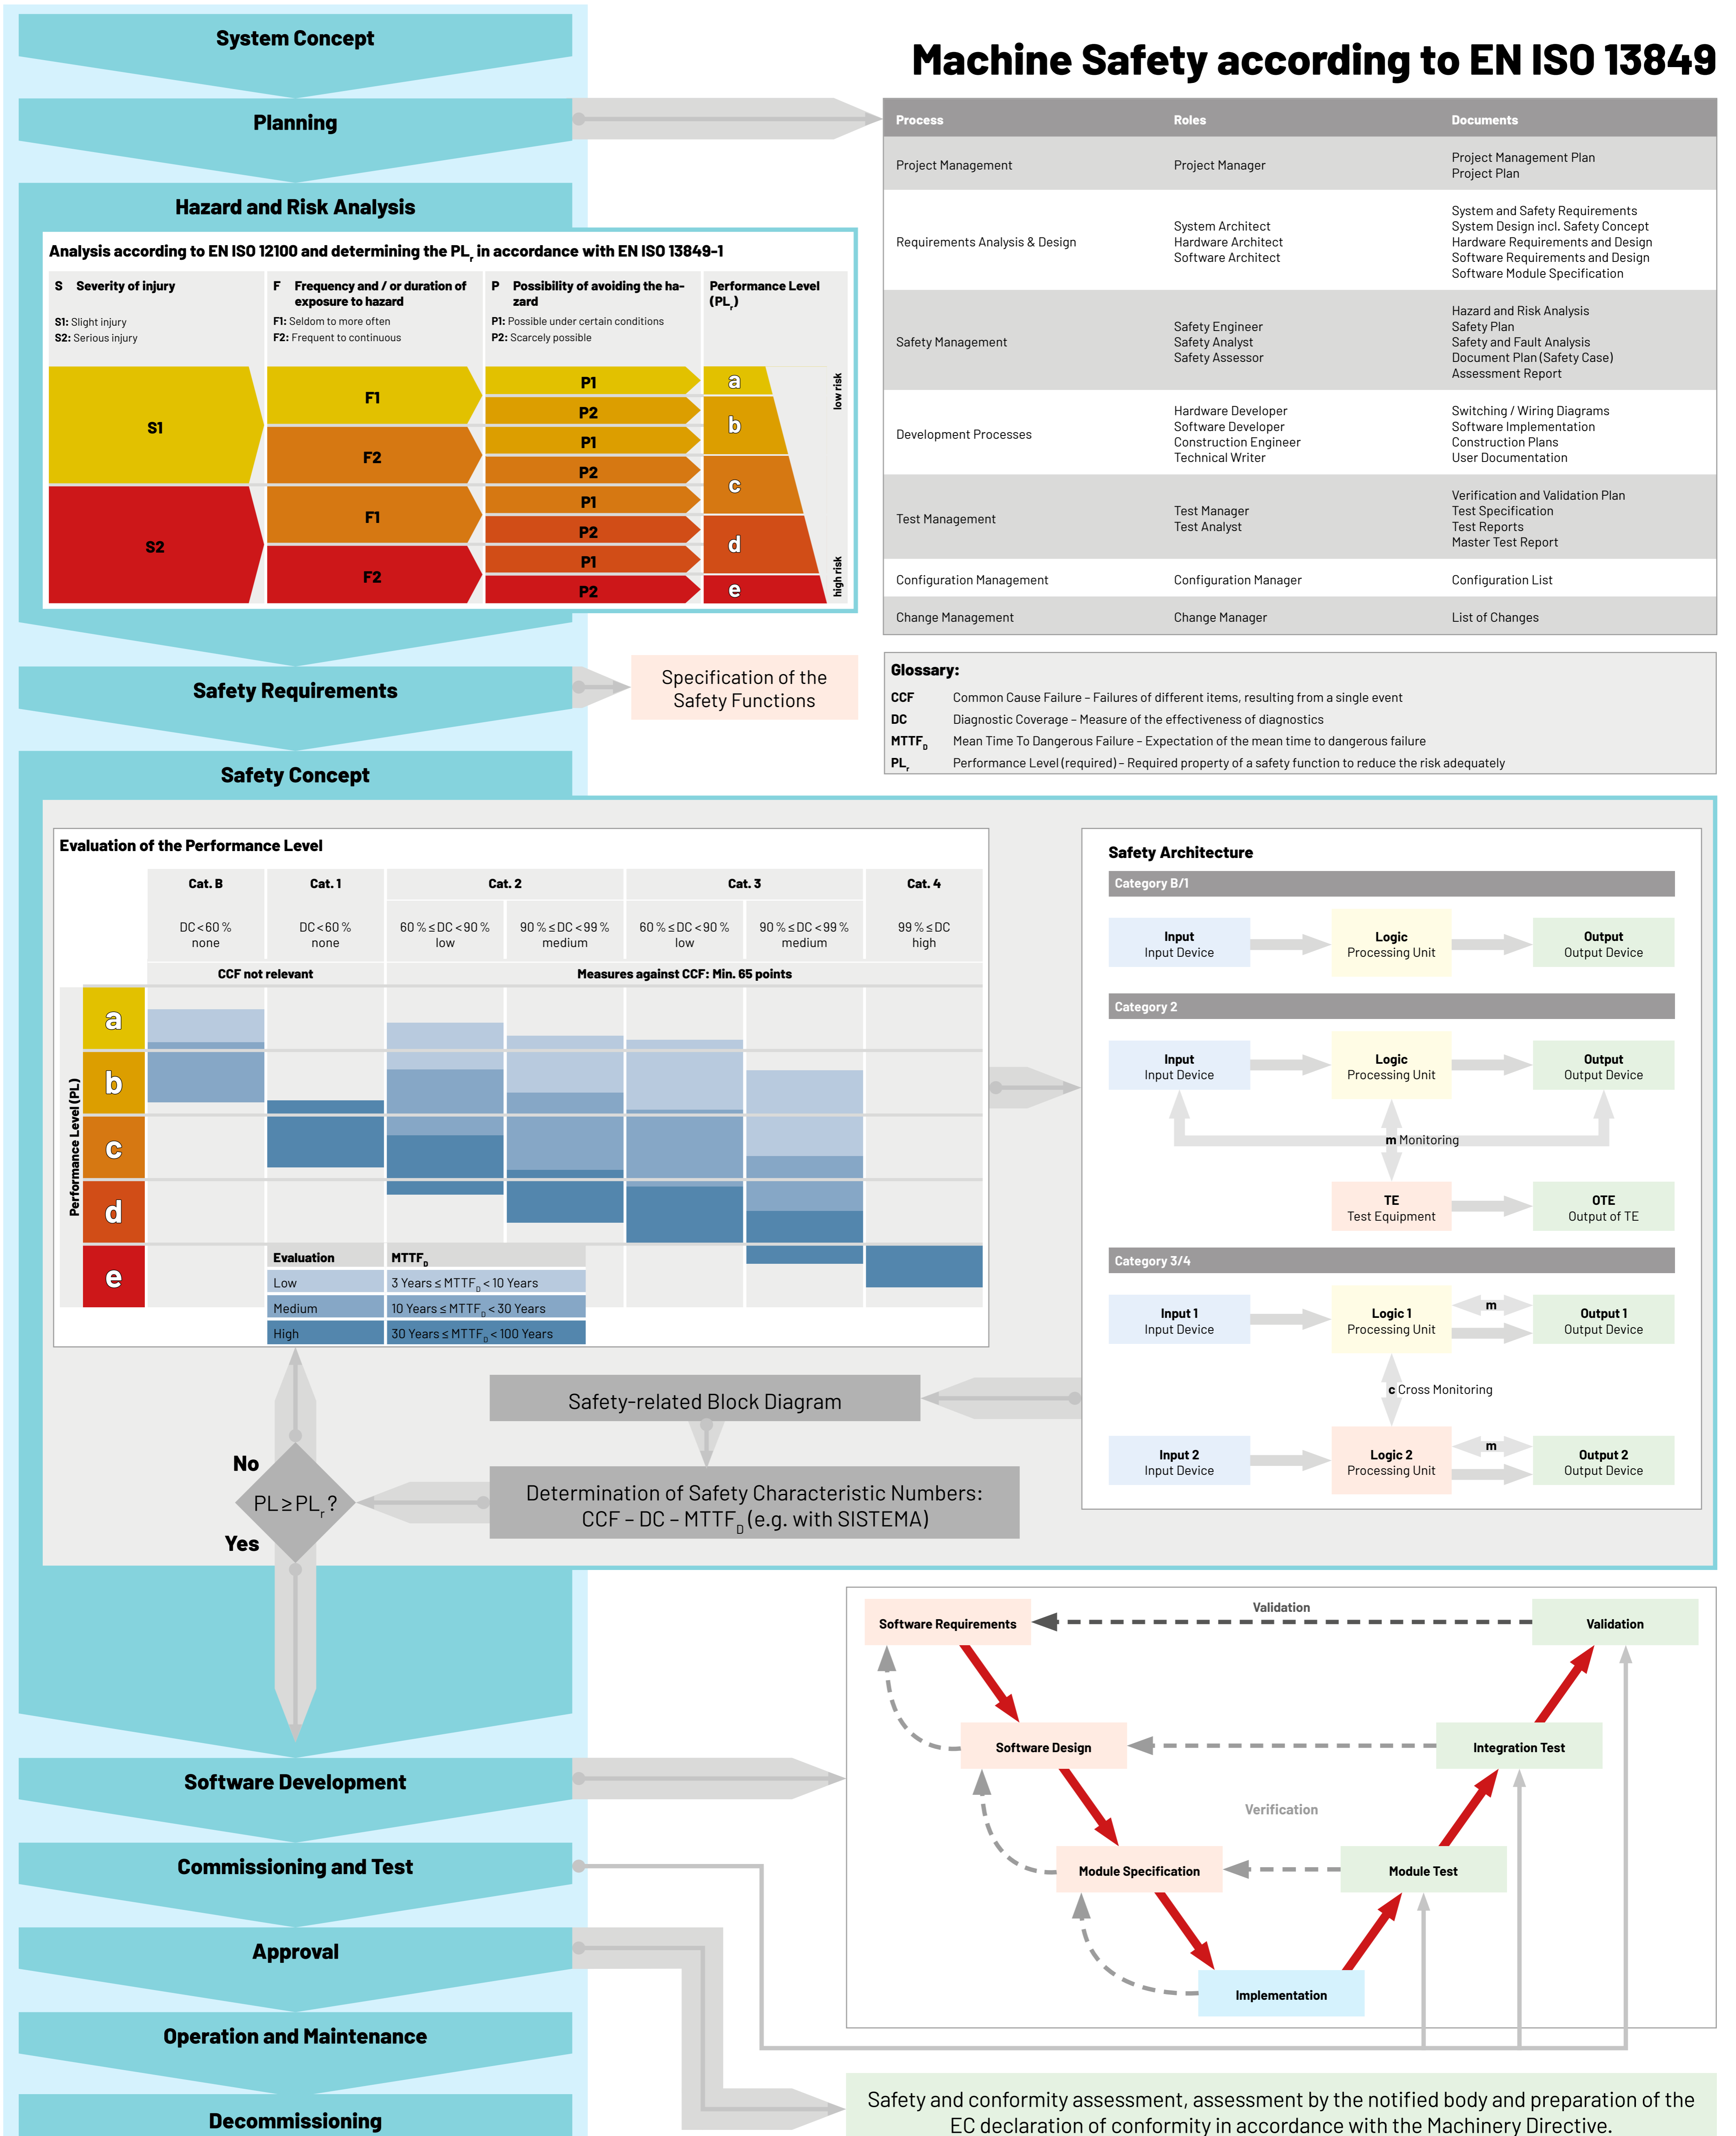 System Concept
Machine Safety according to EN ISO 13849
Planning
Process Roles Documents
Project Management Project Manager Project Management Plan
Project Plan
Requirements Analysis & Design
System Architect
Hardware Architect
Software Architect
System and Safety Requirements
System Design incl. Safety Concept
Hardware Requirements and Design
Software Requirements and Design
Software Module Specification
Safety Management
Safety Engineer
Safety Analyst
Safety Assessor
Hazard and Risk Analysis
Safety Plan
Safety and Fault Analysis
Document Plan (Safety Case)
Assessment Report
Development Processes
Hardware Developer
Software Developer
Construction Engineer
Technical Writer
Switching / Wiring Diagrams
Software Implementation
Construction Plans
User Documentation
Test Management
Test Manager
Test Analyst
Verification and Validation Plan
Test Specification
Test Reports
Master Test Report
Configuration Management Configuration Manager Configuration List
Change Management Change Manager List of Changes
Hazard and Risk Analysis
Analysis according to EN ISO 12100 and determining the PLr in accordance with EN ISO 13849-1
S Severity of injury
S1: Slight injury
S2: Serious injury
F Frequency and / or duration of
exposure to hazard
F1: Seldom to more often
F2: Frequent to continuous
P Possibility of avoiding the ha-
zard
P1: Possible under certain conditions
P2: Scarcely possible
Performance Level
(PLr)
S1
S2
F1
F2
F1
F2
P1
P2
P1
P2
P1
P2
P1
P2
a
b
c
d
e
low risk
high risk
Safety Requirements
Specification of the
Safety Functions
Glossary:
CCF Common Cause Failure – Failures of different items, resulting from a single event
DC Diagnostic Coverage – Measure of the effectiveness of diagnostics
MTTFD Mean Time To Dangerous Failure – Expectation of the mean time to dangerous failure
PLr Performance Level (required) – Required property of a safety function to reduce the risk adequately
Safety Concept
Evaluation of the Performance Level
Cat. B Cat. 1 Cat. 2 Cat. 3 Cat. 4
DC < 60 % DC < 60 % 60 % ≤ DC < 90 % 90 % ≤ DC < 99 % 60 % ≤ DC < 90 % 90 % ≤ DC < 99 % 99 % ≤ DC
none none low medium low medium high
CCF not relevant Measures against CCF: Min. 65 points
Performance Level (PL)
a
b
c
d
e
Evaluation MTTFD
Low 3 Years ≤ MTTFD < 10 Years
Medium 10 Years ≤ MTTFD < 30 Years
High 30 Years ≤ MTTFD < 100 Years
Safety Architecture
Category B/1
Input Logic Output
Input Device Processing Unit Output Device
Category 2
Input Logic Output
Input Device Processing Unit Output Device
m Monitoring
TE OTE
Test Equipment Output of TE
Category 3/4
Input 1 Logic 1 m Output 1
Input Device Processing Unit Output Device
c Cross Monitoring
Input 2 Logic 2 m Output 2
Input Device Processing Unit Output Device
Safety-related Block Diagram
Determination of Safety Characteristic Numbers:
CCF – DC – MTTFD (e.g. with SISTEMA)
No
PL ≥ PLr ?
Yes
Software Requirements Validation Validation
Software Design Integration Test
Verification
Module Specification Module Test
Implementation
Software Development
Commissioning and Test
Approval
Operation and Maintenance
Decommissioning
Safety and conformity assessment, assessment by the notified body and preparation of the
EC declaration of conformity in accordance with the Machinery Directive.